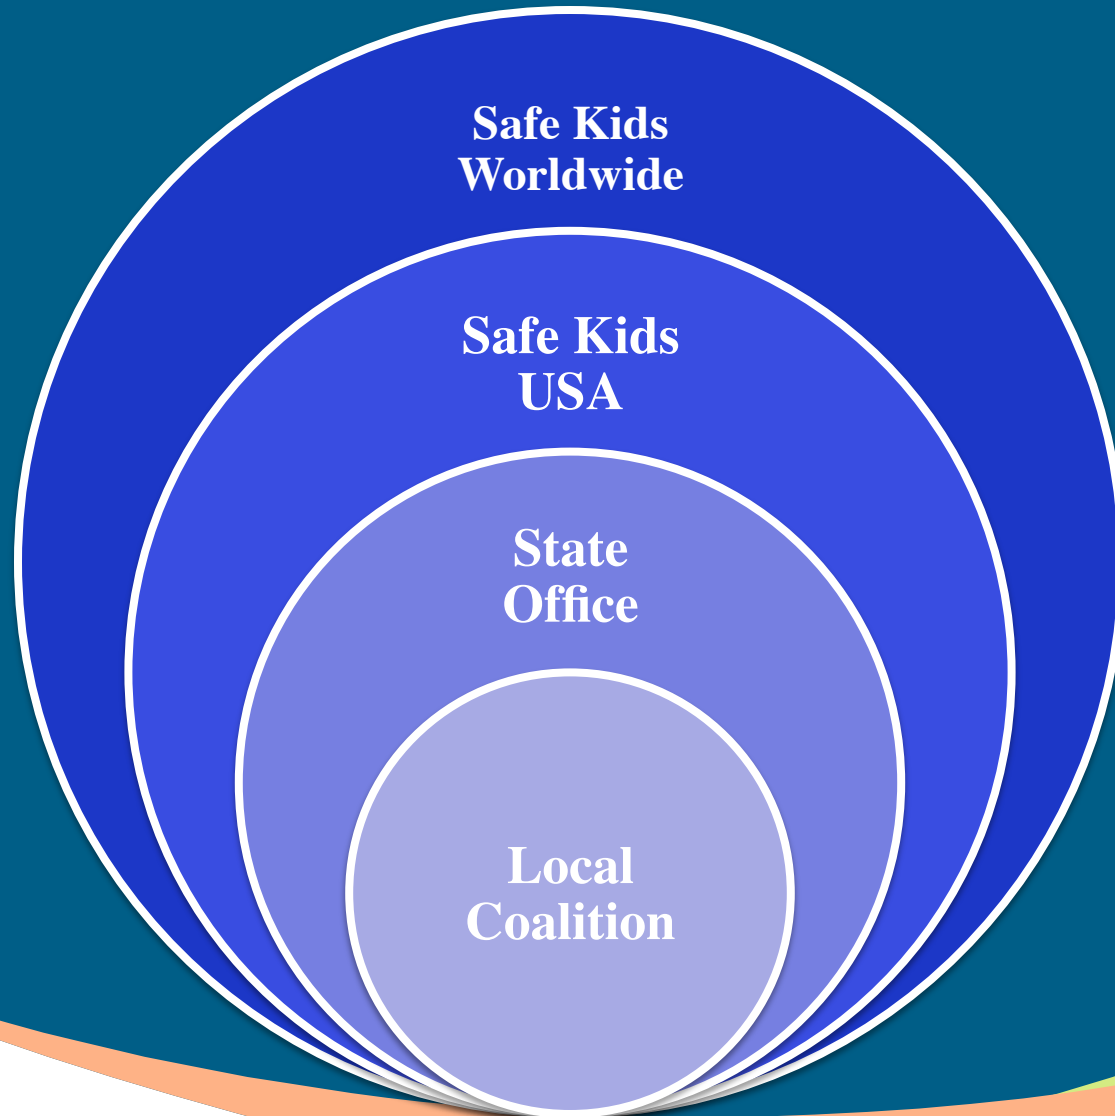 Safe Kids
Worldwide
Safe Kids
USA
State
Office
Local
Coalition